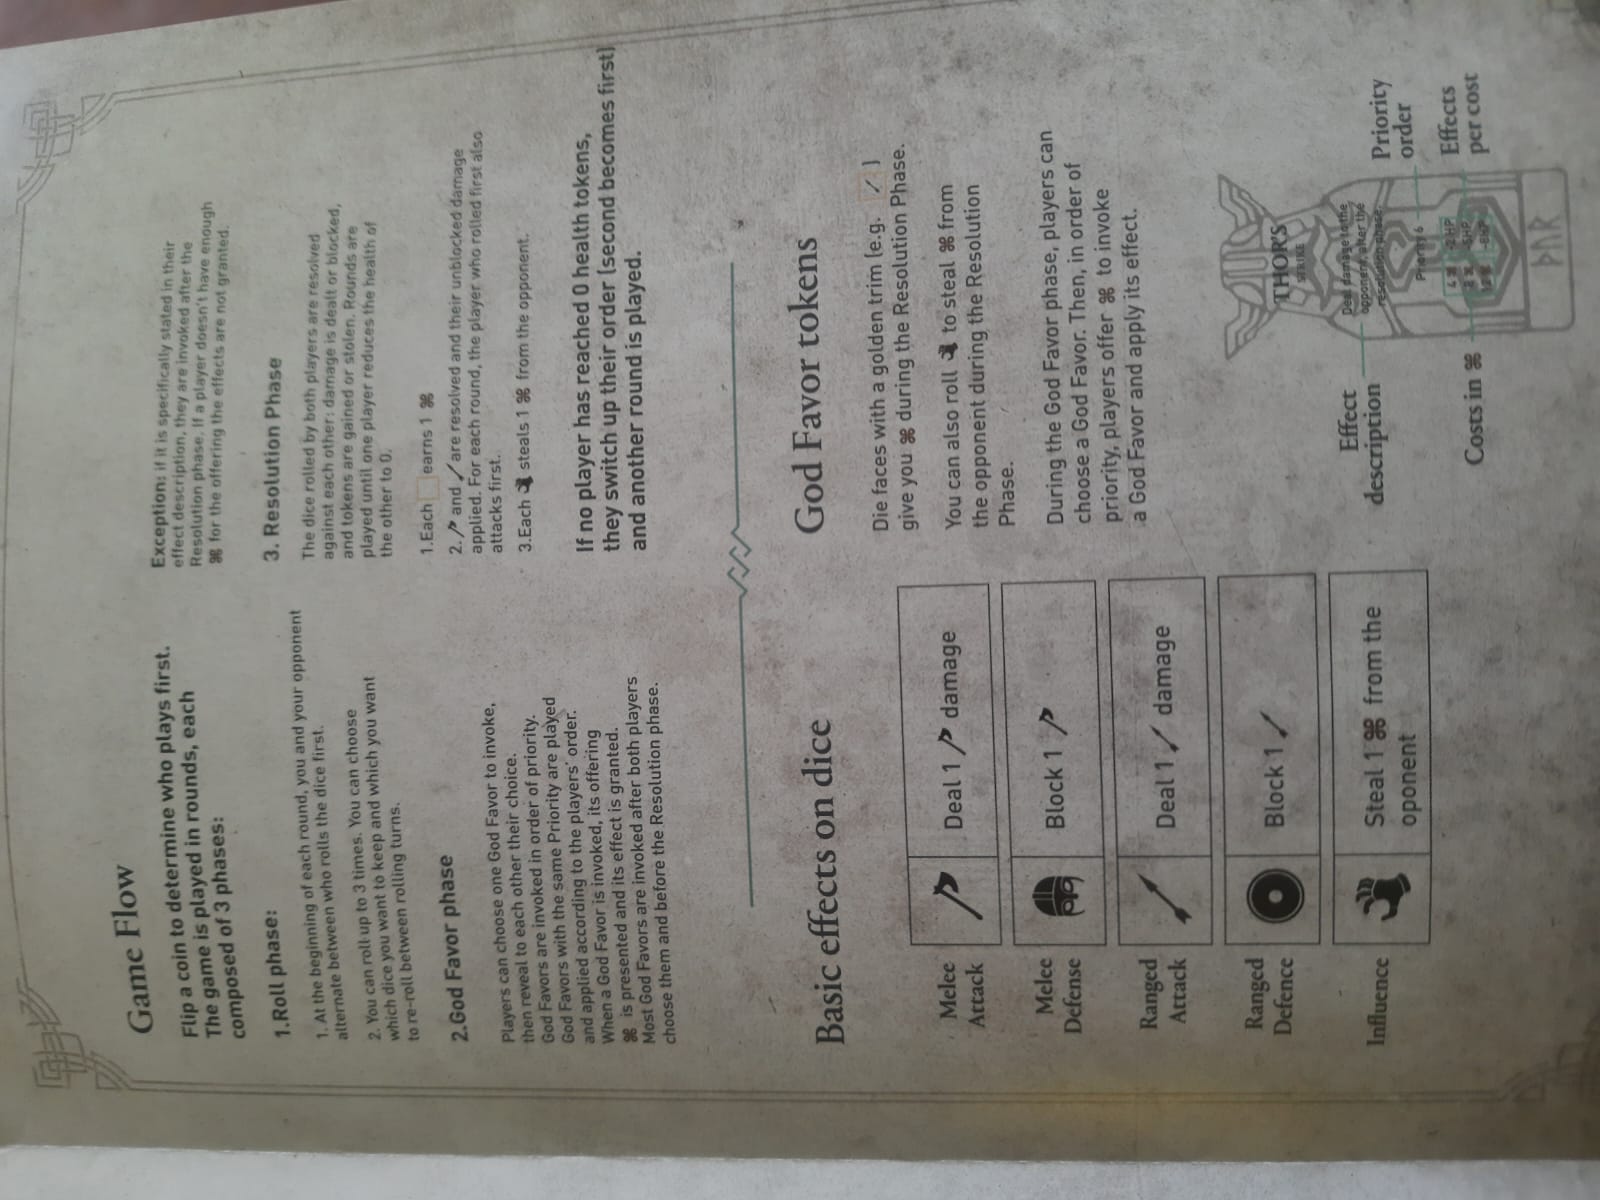 Game Flow
Flip a coin to determine who plays first.
The game is played in rounds, each
composed of 3 phases:
1.Roll phase:
1. At the beginning of each round, you and your opponent
alternate between who rolls the dice first.
2. You can roll up to 3 times. You can choose
which dice you want to keep and which you want
to re-roll between rolling turns.
2.God Favor phase
Players can choose one God Favor to invoke,
then reveal to each other their choice.
God Favors are invoked in order of priority.
God Favors with the same Priority are played
and applied according to the players' order.
When a God Favor is invoked, its offering
⌘ is presented and its effect is granted.
Most God Favors are invoked after both players
choose them and before the Resolution phase.
Exception: if it is specifically stated in their
effect description, they are invoked after the
Resolution phase. If a player doesn't have enough
⌘ for the offering the effects are not granted.
3. Resolution Phase
The dice rolled by both players are resolved
against each other: damage is dealt or blocked,
and tokens are gained or stolen. Rounds are
played until one player reduces the health of
the other to 0.
1.Each earns 1 ⌘
2. and are resolved and their unblocked damage
applied. For each round, the player who rolled first also
attacks first.
3.Each steals 1 ⌘ from the opponent.
If no player has reached 0 health tokens,
they switch up their order (second becomes first)
and another round is played.
Basic effects on dice
Melee
Attack
Deal 1 damage
Melee
Defense
Block 1
Ranged
Attack
Deal 1 damage
Ranged
Defence
Block 1
Influence
Steal 1 ⌘ from the
oponent
God Favor tokens
Die faces with a golden trim (e.g. )
give you ⌘ during the Resolution Phase.
You can also roll to steal ⌘ from
the opponent during the Resolution
Phase.
During the God Favor phase, players can
choose a God Favor. Then, in order of
priority, players offer ⌘ to invoke
a God Favor and apply its effect.
THOR'S
STRIKE
Deal damage to the
opponent, after the
resolution phase.
Priority 6
4 ⌘ -2HP
8 ⌘ -5HP
12 ⌘ -8HP
ᚦᚢᚱ
Effect
description
Costs in ⌘
Priority
order
Effects
per cost